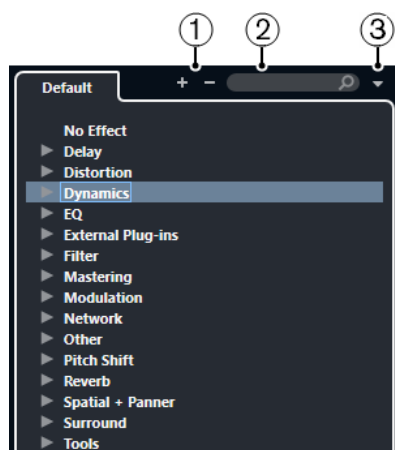 1 2 3
Default + −
No Effect
Delay
Distortion
Dynamics
EQ
External Plug-ins
Filter
Mastering
Modulation
Network
Other
Pitch Shift
Reverb
Spatial + Panner
Surround
Tools